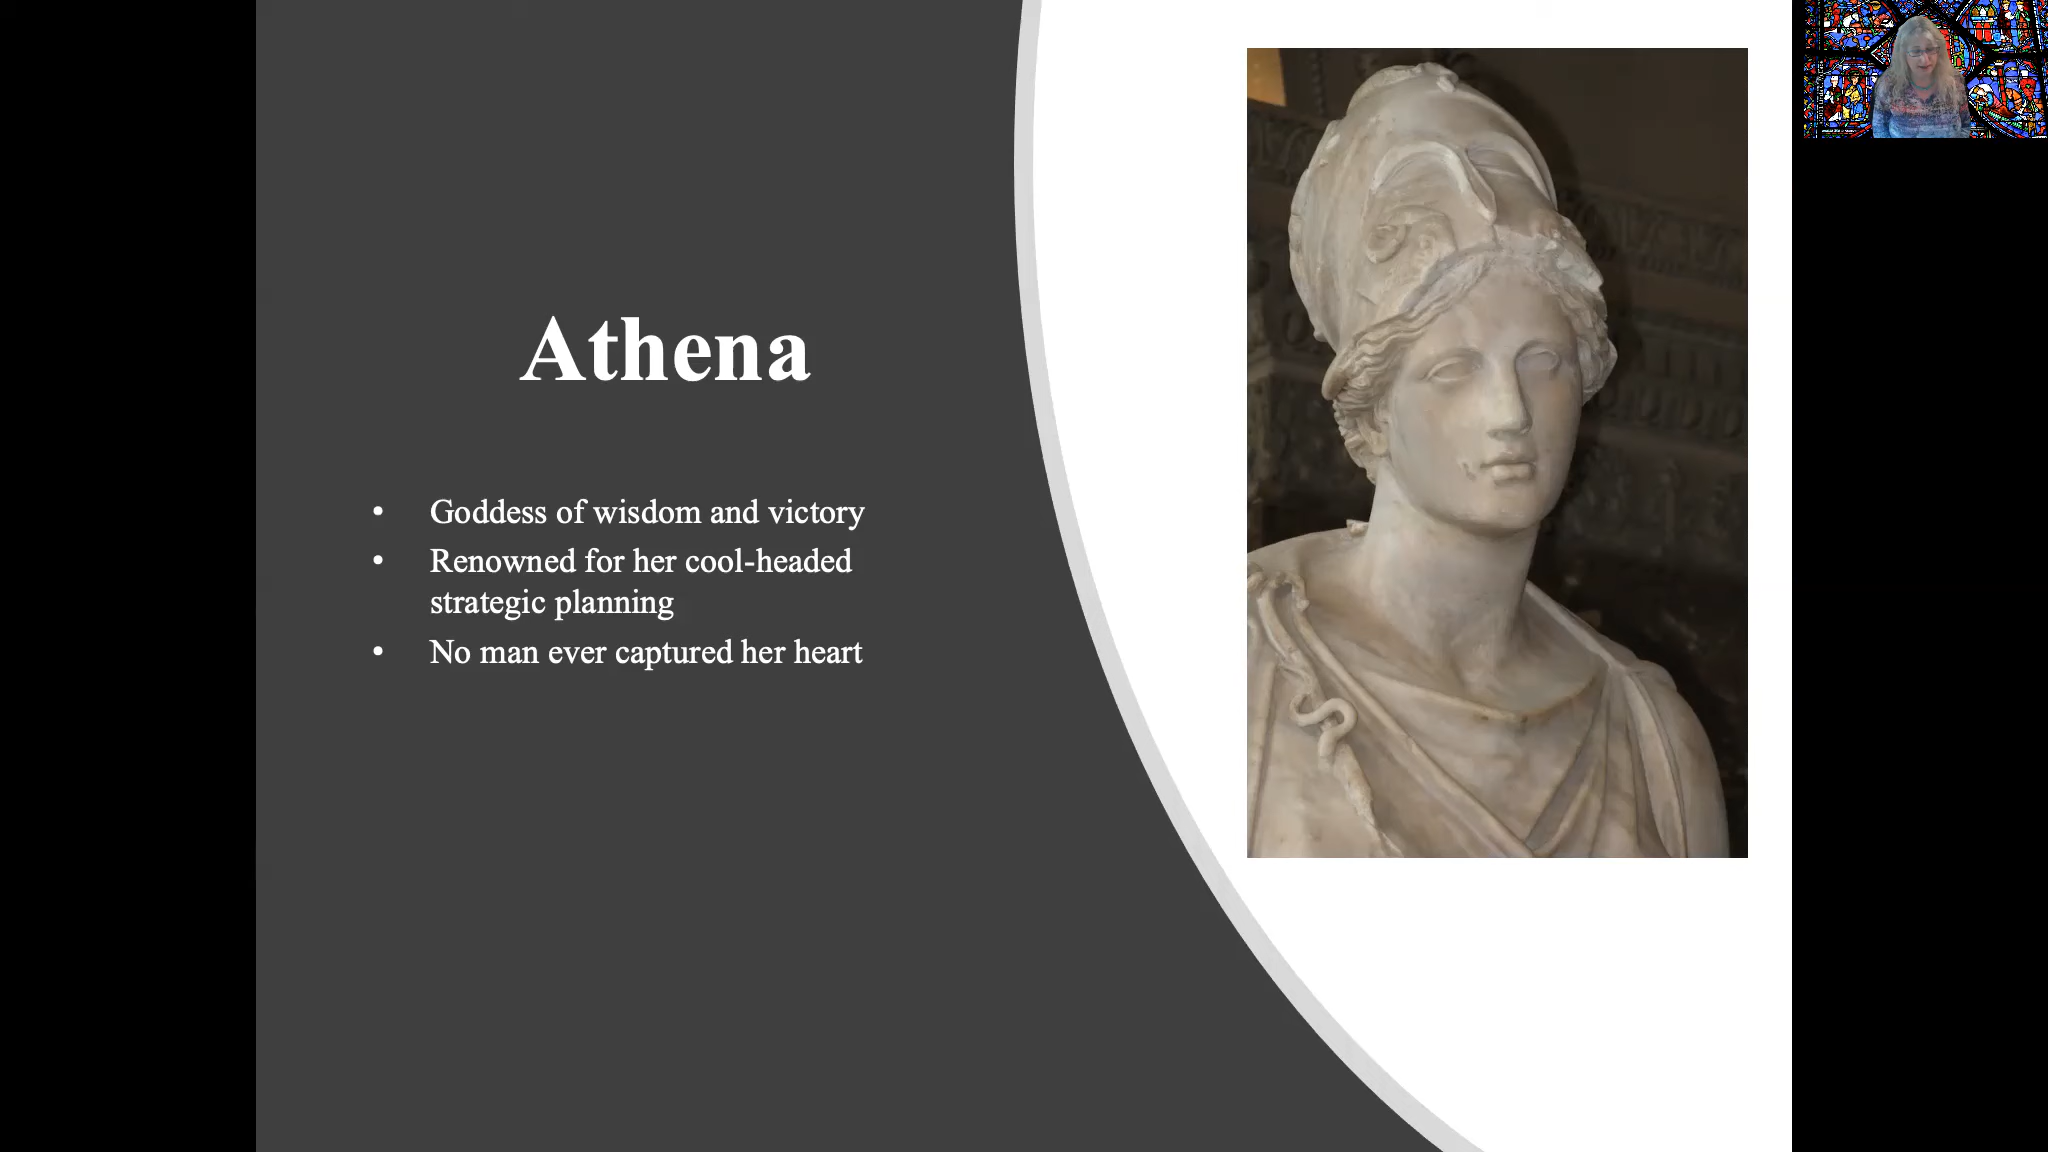 Athena
• Goddess of wisdom and victory
• Renowned for her cool-headed
strategic planning
• No man ever captured her heart